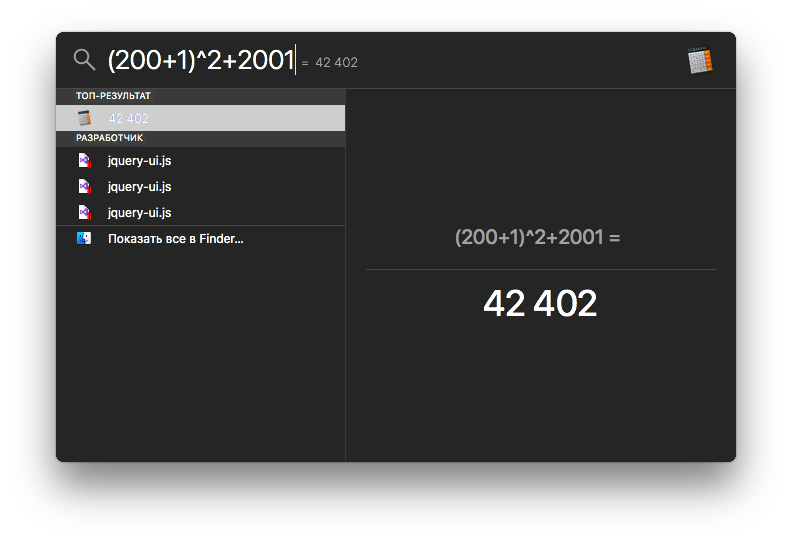 (200+1)^2+2001 = 42 402
ТОП-РЕЗУЛЬТАТ
42 402
РАЗРАБОТЧИК
jquery-ui.js
jquery-ui.js
jquery-ui.js
Показать все в Finder...
(200+1)^2+2001 =
42 402